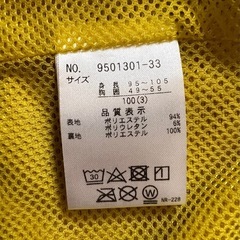 NO. 9501301-33
サイズ
身長 95~105
胸囲 49~55
100(3)
品質表示
表地 ポリエステル 94%
ポリウレタン 6%
裏地 ポリエステル 100%
30
W
NR-228